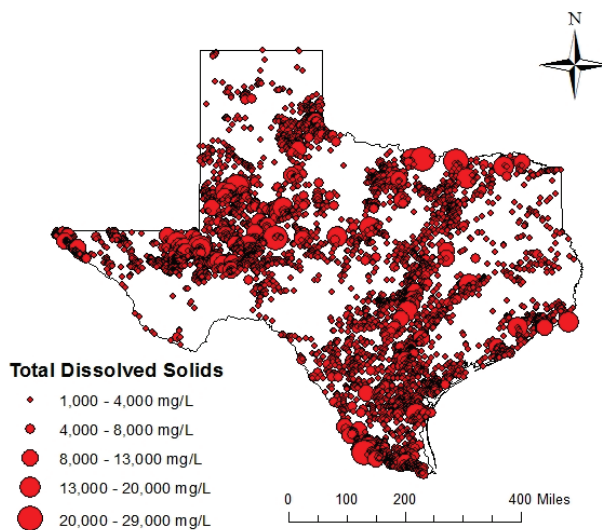 N
Total Dissolved Solids
1,000 - 4,000 mg/L
4,000 - 8,000 mg/L
8,000 - 13,000 mg/L
13,000 - 20,000 mg/L
20,000 - 29,000 mg/L
0 100 200 400 Miles